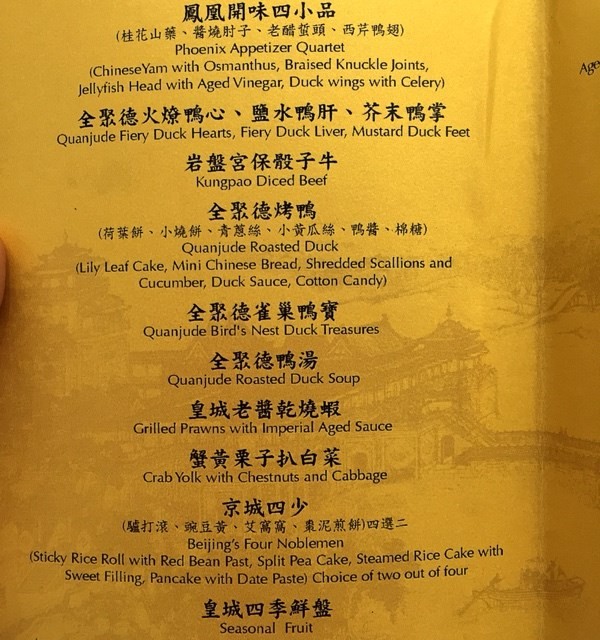 鳳凰開味四小品
(桂花山藥、醬燒肘子、老醋蜇頭、西芹鴨翅)
Phoenix Appetizer Quartet
(ChineseYam with Osmanthus, Braised Knuckle Joints,
Jellyfish Head with Aged Vinegar, Duck wings with Celery)
全聚德火燎鴨心、鹽水鴨肝、芥末鴨掌
Quanjude Fiery Duck Hearts, Fiery Duck Liver, Mustard Duck Feet
岩盤宮保骰子牛
Kungpao Diced Beef
全聚德烤鴨
(荷葉餅、小燒餅、青蔥絲、小黃瓜絲、鴨醬、棉糖)
Quanjude Roasted Duck
(Lily Leaf Cake, Mini Chinese Bread, Shredded Scallions and
Cucumber, Duck Sauce, Cotton Candy)
全聚德雀巢鴨寶
Quanjude Bird's Nest Duck Treasures
全聚德鴨湯
Quanjude Roasted Duck Soup
皇城老醬乾燒蝦
Grilled Prawns with Imperial Aged Sauce
蟹黃栗子扒白菜
Crab Yolk with Chestnuts and Cabbage
京城四少
(驢打滾、豌豆黃、艾窩窩、棗泥煎餅)四選二
Beijing's Four Noblemen
(Sticky Rice Roll with Red Bean Past, Split Pea Cake, Steamed Rice Cake with
Sweet Filling, Pancake with Date Paste) Choice of two out of four
皇城四季鮮盤
Seasonal Fruit